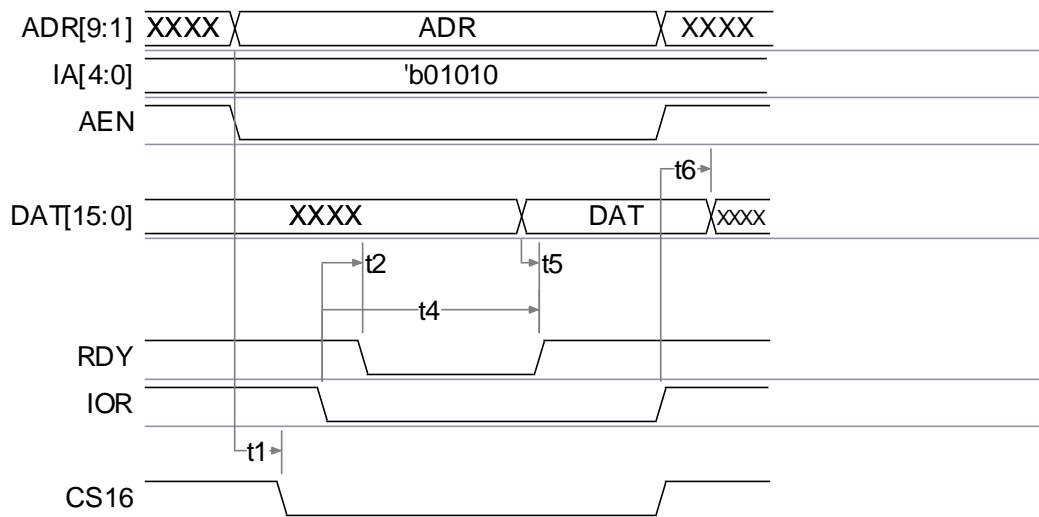 ADR[9:1] XXXX ADR XXXX
IA[4:0] 'b01010
AEN
t6
DAT[15:0] XXXX DAT XXXX
t2 t5
t4
RDY
IOR
t1
CS16